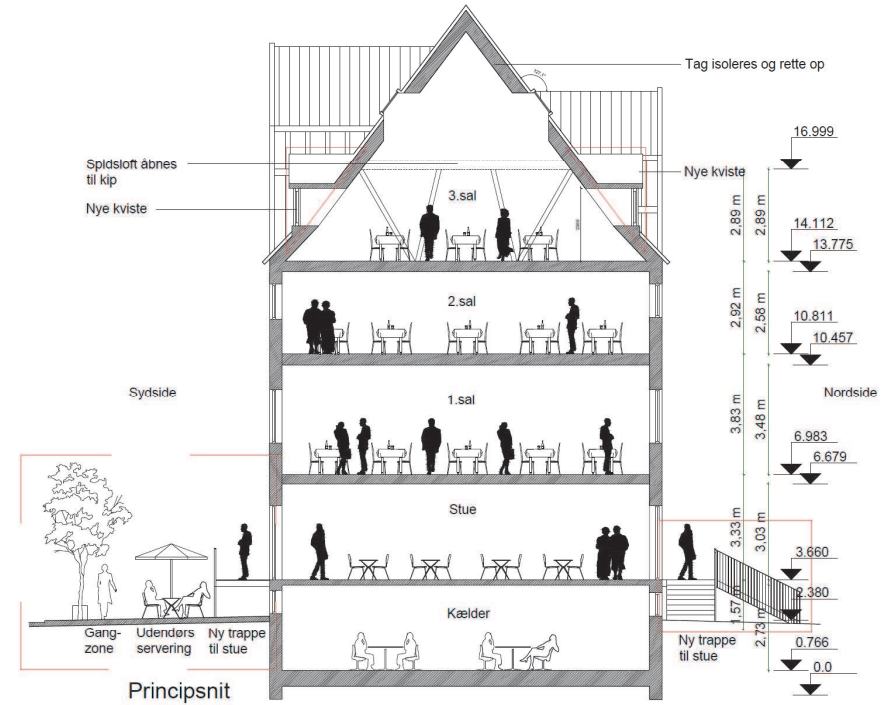 Tag isoleres og rette op
127,1°
16.999
Spidsloft åbnes
til kip
Nye kviste
3.sal
Nye kviste
2,89 m
2,89 m
14.112
13.775
2.sal
2,92 m
2,58 m
10.811
10.457
Sydside
1.sal
3,83 m
3,48 m
Nordside
6.983
6.679
Stue
3,33 m
3,03 m
3.660
2.380
Kælder
1,57 m
2,73 m
Gang-
zone
Udendørs
servering
Ny trappe
til stue
Ny trappe
til stue
0.766
0.0
Principsnit